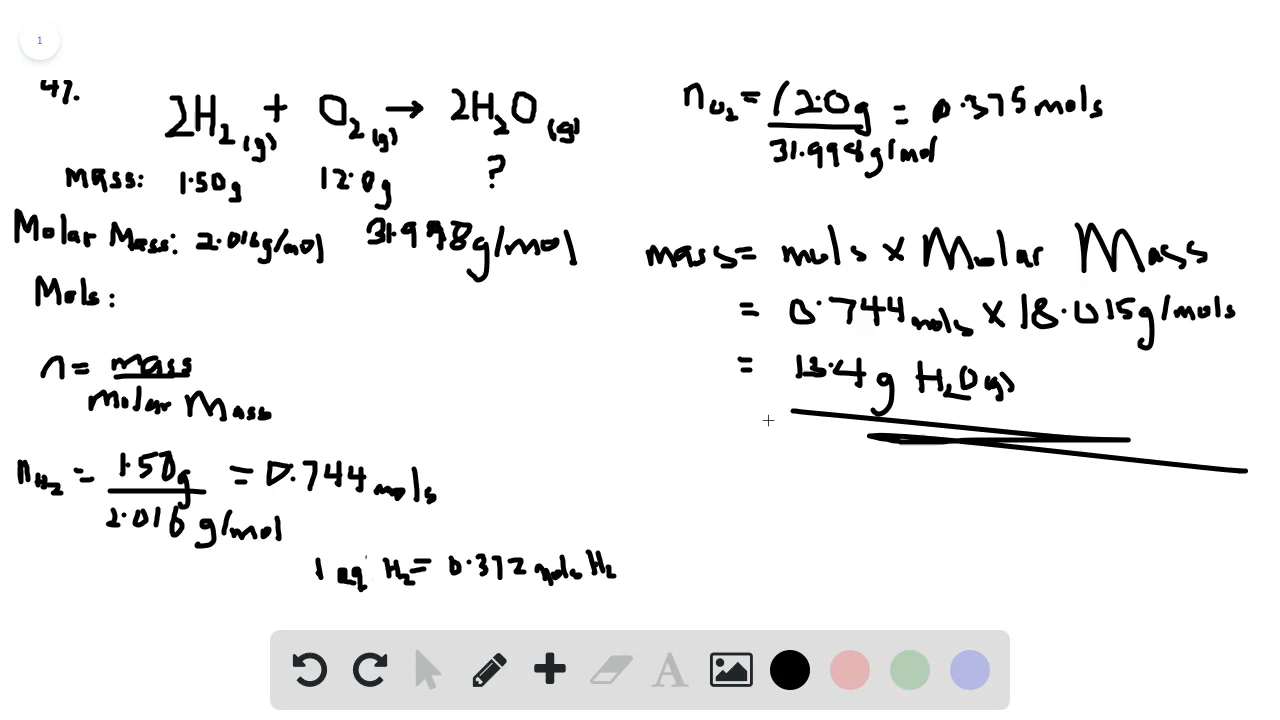 1
47.
2H₂(g) + O₂(g) → 2H₂O(g)
mass: 1.50g 12.0g ?
Molar Mass: 2.016g/mol 31.998g/mol
Mols:
n = mass / Molar Mass
nH₂ = 1.50g / 2.016 g/mol = 0.744 mols
1 eq H₂ = 0.372 mols H₂
nO₂ = 12.0g / 31.998g/mol = 0.375 mols
mass = mols × Molar Mass
= 0.744 mols × 18.015g/mols
= 13.4g H₂O(g)
A